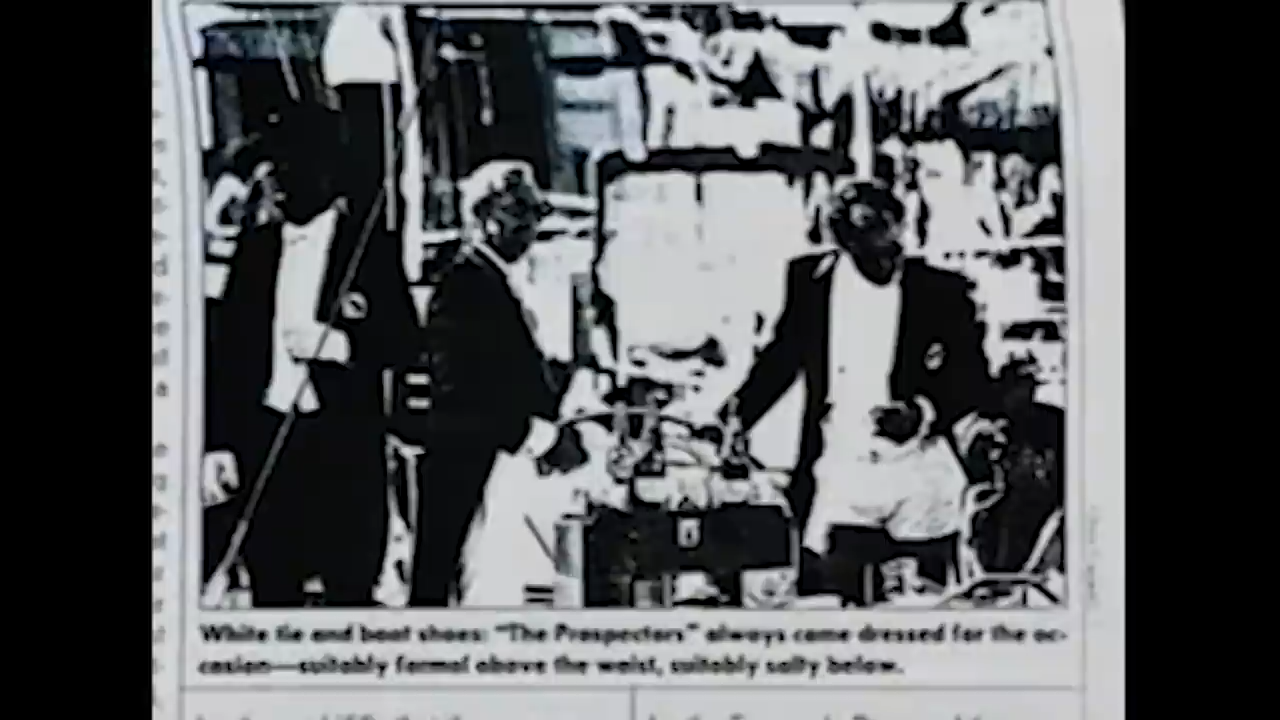 White tie and boat shoes: "The Prospectors" always came dressed for the oc-
casion—suitably formal above the waist, suitably salty below.